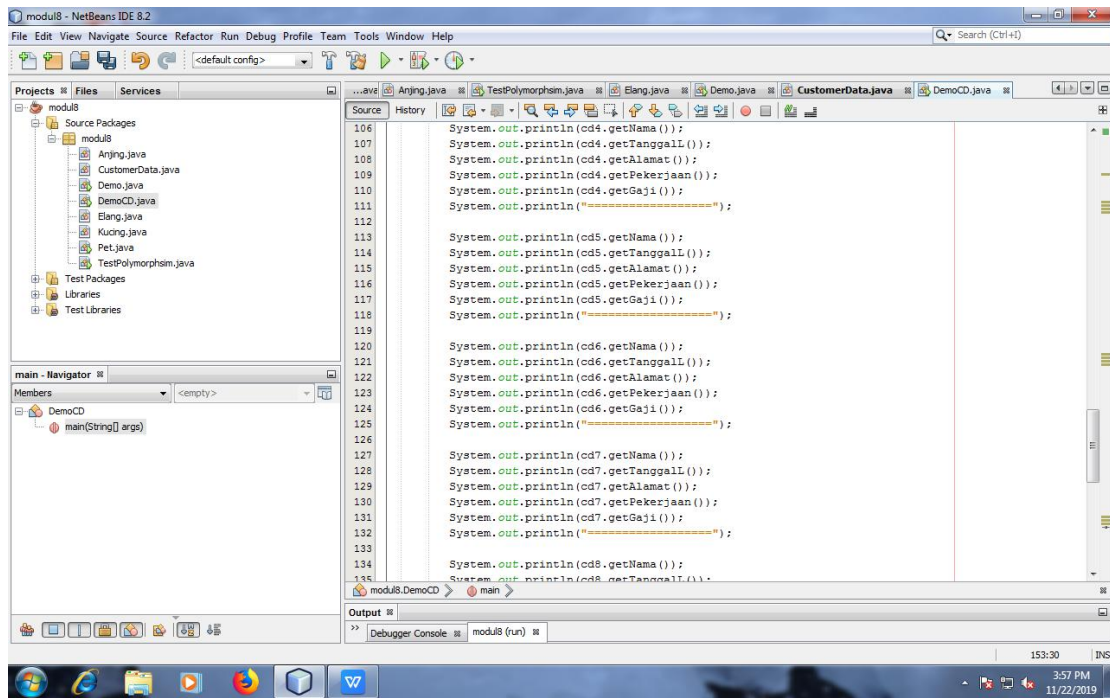 modul8 - NetBeans IDE 8.2
File Edit View Navigate Source Refactor Run Debug Profile Team Tools Window Help
Search (Ctrl+I)
<default config>
Projects Files Services
...ava Anjing.java TestPolymorphsim.java Elang.java Demo.java CustomerData.java DemoCD.java
Source History
modul8
Source Packages
modul8
Anjing.java
CustomerData.java
Demo.java
DemoCD.java
Elang.java
Kucing.java
Pet.java
TestPolymorphsim.java
Test Packages
Libraries
Test Libraries
main - Navigator
Members <empty>
DemoCD
main(String[] args)
106 System.out.println(cd4.getNama());
107 System.out.println(cd4.getTanggalL());
108 System.out.println(cd4.getAlamat());
109 System.out.println(cd4.getPekerjaan());
110 System.out.println(cd4.getGaji());
111 System.out.println("==================");
112
113 System.out.println(cd5.getNama());
114 System.out.println(cd5.getTanggalL());
115 System.out.println(cd5.getAlamat());
116 System.out.println(cd5.getPekerjaan());
117 System.out.println(cd5.getGaji());
118 System.out.println("==================");
119
120 System.out.println(cd6.getNama());
121 System.out.println(cd6.getTanggalL());
122 System.out.println(cd6.getAlamat());
123 System.out.println(cd6.getPekerjaan());
124 System.out.println(cd6.getGaji());
125 System.out.println("==================");
126
127 System.out.println(cd7.getNama());
128 System.out.println(cd7.getTanggalL());
129 System.out.println(cd7.getAlamat());
130 System.out.println(cd7.getPekerjaan());
131 System.out.println(cd7.getGaji());
132 System.out.println("==================");
133
134 System.out.println(cd8.getNama());
135 System.out.println(cd8.getTanggalL());
modul8.DemoCD main
Output
Debugger Console modul8 (run)
153:30 INS
3:57 PM
11/22/2019